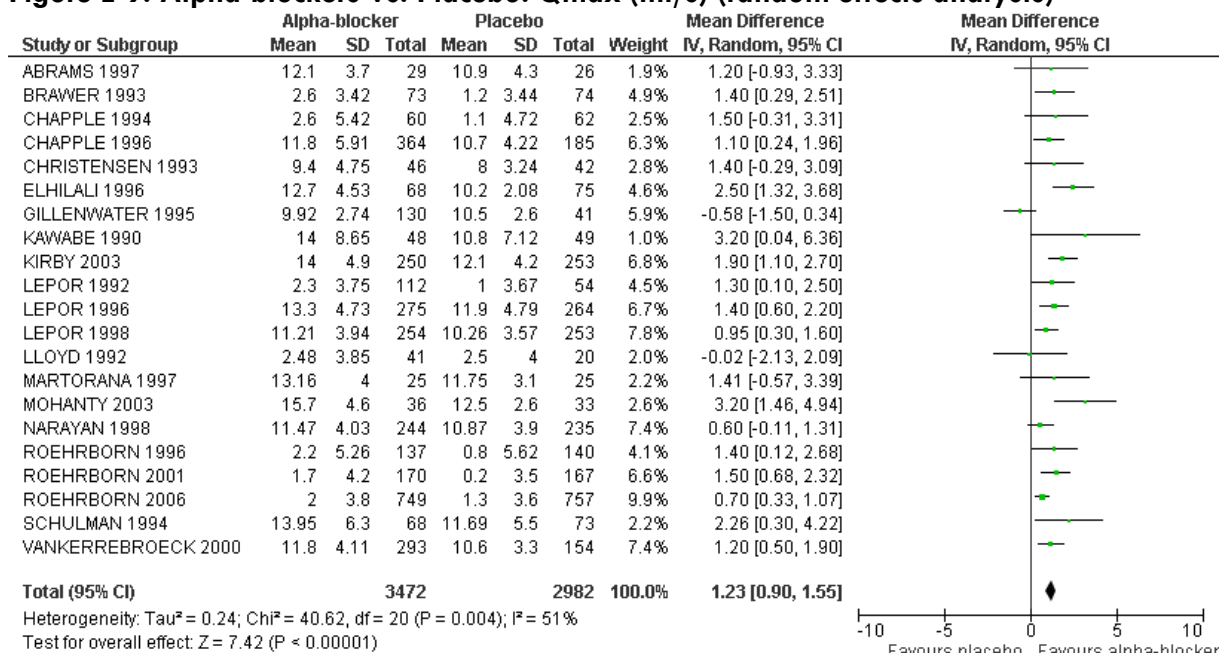 Figure E-9: Alpha-blockers vs. Placebo: Qmax (ml/s) (random effects analysis)
Alpha-blocker Placebo Mean Difference Mean Difference
Study or Subgroup Mean SD Total Mean SD Total Weight IV, Random, 95% CI IV, Random, 95% CI
ABRAMS 1997 12.1 3.7 29 10.9 4.3 26 1.9% 1.20 [-0.93, 3.33]
BRAWER 1993 2.6 3.42 73 1.2 3.44 74 4.9% 1.40 [0.29, 2.51]
CHAPPLE 1994 2.6 5.42 60 1.1 4.72 62 2.5% 1.50 [-0.31, 3.31]
CHAPPLE 1996 11.8 5.91 364 10.7 4.22 185 6.3% 1.10 [0.24, 1.96]
CHRISTENSEN 1993 9.4 4.75 46 8 3.24 42 2.8% 1.40 [-0.29, 3.09]
ELHILALI 1996 12.7 4.53 68 10.2 2.08 75 4.6% 2.50 [1.32, 3.68]
GILLENWATER 1995 9.92 2.74 130 10.5 2.6 41 5.9% -0.58 [-1.50, 0.34]
KAWABE 1990 14 8.65 48 10.8 7.12 49 1.0% 3.20 [0.04, 6.36]
KIRBY 2003 14 4.9 250 12.1 4.2 253 6.8% 1.90 [1.10, 2.70]
LEPOR 1992 2.3 3.75 112 1 3.67 54 4.5% 1.30 [0.10, 2.50]
LEPOR 1996 13.3 4.73 275 11.9 4.79 264 6.7% 1.40 [0.60, 2.20]
LEPOR 1998 11.21 3.94 254 10.26 3.57 253 7.8% 0.95 [0.30, 1.60]
LLOYD 1992 2.48 3.85 41 2.5 4 20 2.0% -0.02 [-2.13, 2.09]
MARTORANA 1997 13.16 4 25 11.75 3.1 25 2.2% 1.41 [-0.57, 3.39]
MOHANTY 2003 15.7 4.6 36 12.5 2.6 33 2.6% 3.20 [1.46, 4.94]
NARAYAN 1998 11.47 4.03 244 10.87 3.9 235 7.4% 0.60 [-0.11, 1.31]
ROEHRBORN 1996 2.2 5.26 137 0.8 5.62 140 4.1% 1.40 [0.12, 2.68]
ROEHRBORN 2001 1.7 4.2 170 0.2 3.5 167 6.6% 1.50 [0.68, 2.32]
ROEHRBORN 2006 2 3.8 749 1.3 3.6 757 9.9% 0.70 [0.33, 1.07]
SCHULMAN 1994 13.95 6.3 68 11.69 5.5 73 2.2% 2.26 [0.30, 4.22]
VANKERREBROECK 2000 11.8 4.11 293 10.6 3.3 154 7.4% 1.20 [0.50, 1.90]
Total (95% CI) 3472 2982 100.0% 1.23 [0.90, 1.55]
Heterogeneity: Tau² = 0.24; Chi² = 40.62, df = 20 (P = 0.004); I² = 51%
Test for overall effect: Z = 7.42 (P < 0.00001)
-10 -5 0 5 10
Favours placebo Favours alpha-blocker